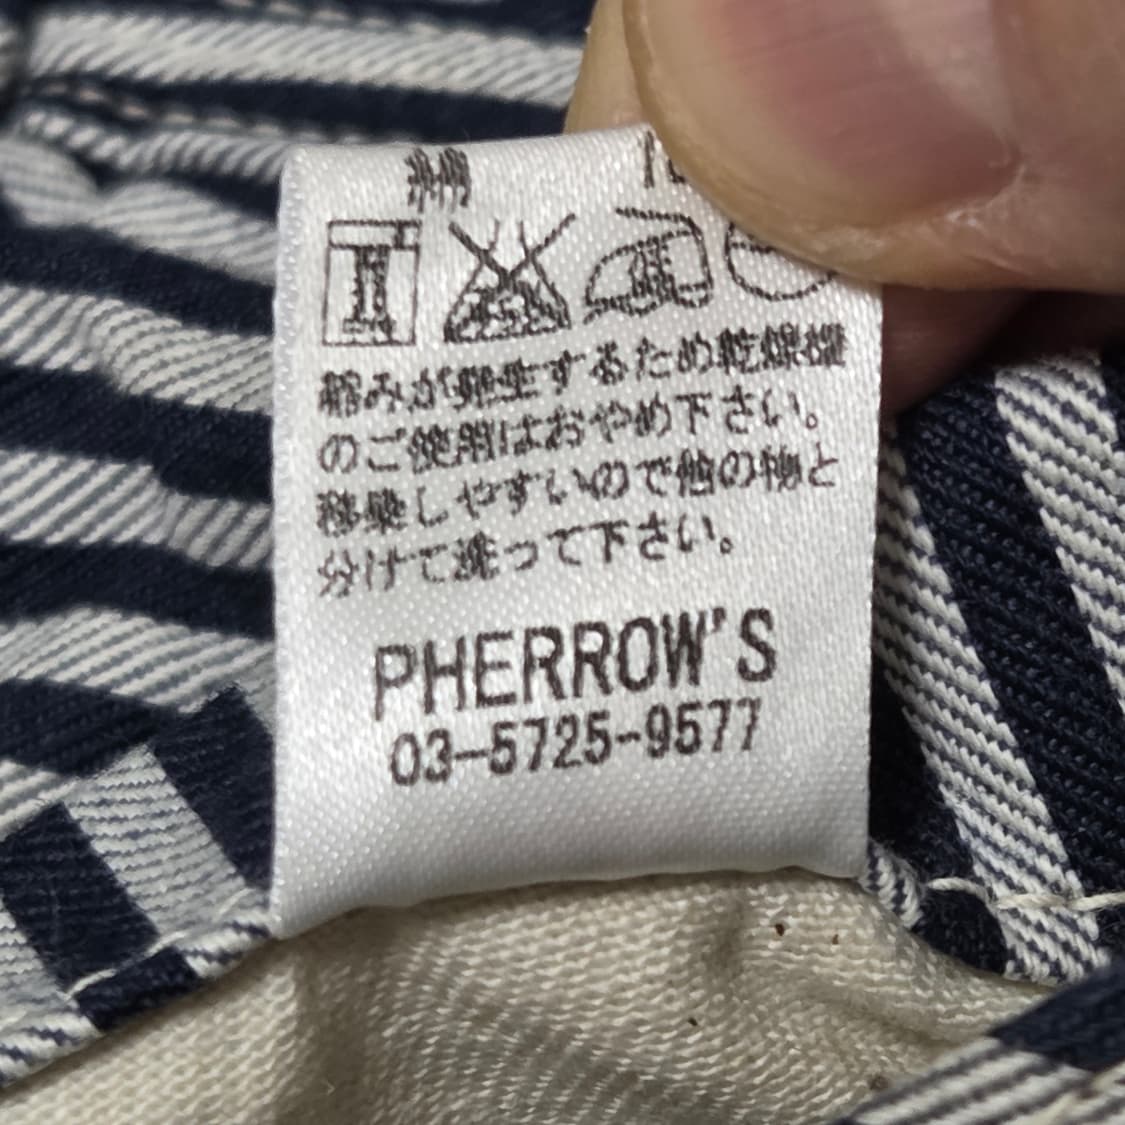 綿
縮みが発生するため乾燥機
のご使用はおやめ下さい。
移染しやすいので他の物と
分けて洗って下さい。
PHERROW'S
03-5725-9577